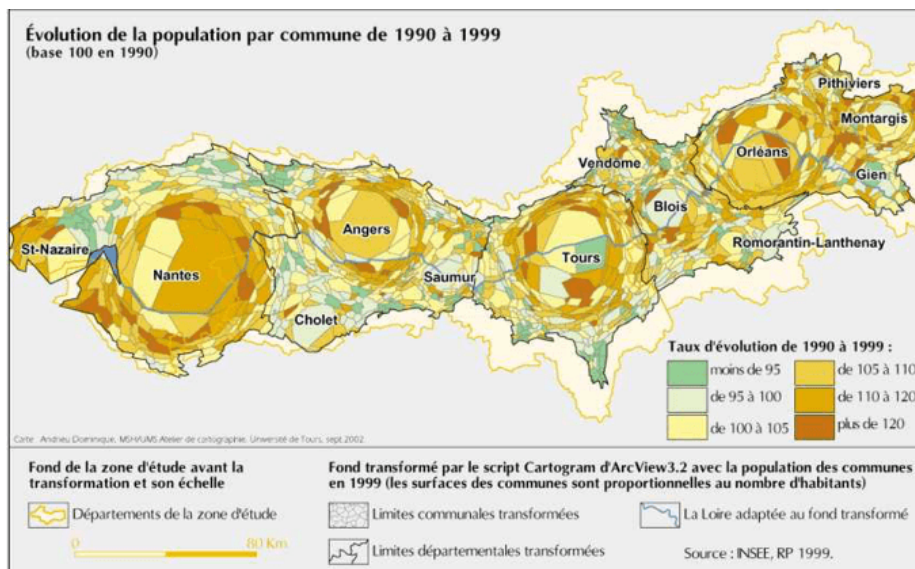 Évolution de la population par commune de 1990 à 1999
(base 100 en 1990)
Pithiviers
Montargis
Orléans
Vendôme
Gien
Blois
St-Nazaire
Angers
Romorantin-Lanthenay
Nantes
Tours
Saumur
Cholet
Taux d'évolution de 1990 à 1999 :
moins de 95
de 105 à 110
de 95 à 100
de 110 à 120
de 100 à 105
plus de 120
Carte : Andrieu Dominique, MSH/UMS Atelier de cartographie, Université de Tours, sept.2002.
Fond de la zone d'étude avant la
transformation et son échelle
Départements de la zone d'étude
0 80 Km
Fond transformé par le script Cartogram d'ArcView3.2 avec la population des communes
en 1999 (les surfaces des communes sont proportionnelles au nombre d'habitants)
Limites communales transformées
La Loire adaptée au fond transformé
Limites départementales transformées
Source : INSEE, RP 1999.